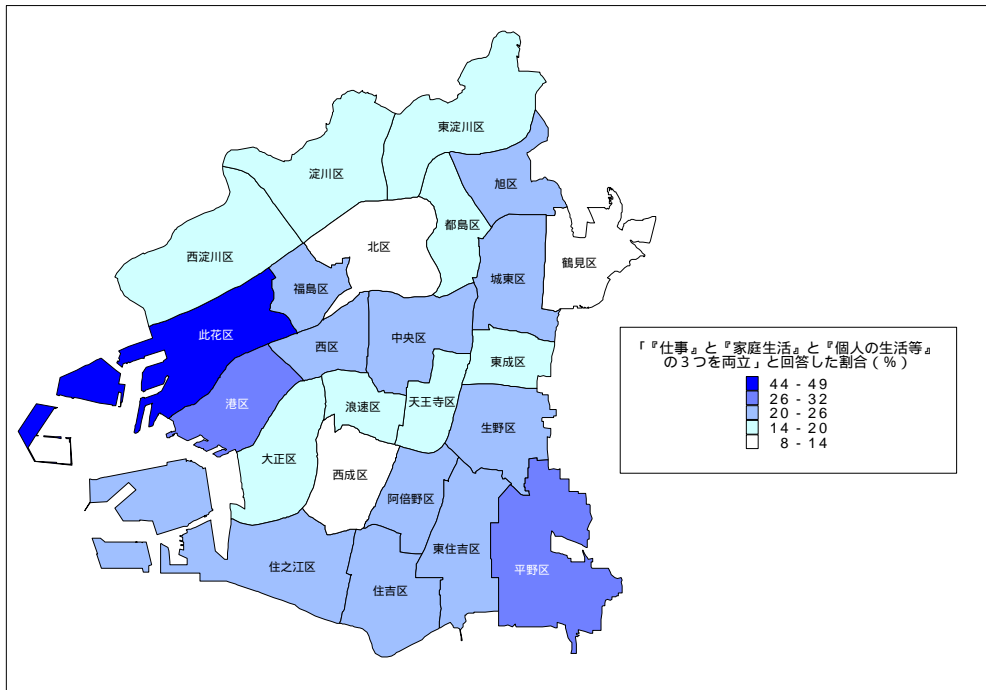 東淀川区
淀川区
旭区
都島区
北区
西淀川区
鶴見区
城東区
福島区
此花区
中央区
西区
東成区
港区
浪速区
天王寺区
生野区
大正区
西成区
阿倍野区
東住吉区
住之江区
平野区
住吉区
「『仕事』と『家庭生活』と『個人の生活等』
の３つを両立」と回答した割合（％）
44 - 49
26 - 32
20 - 26
14 - 20
8 - 14